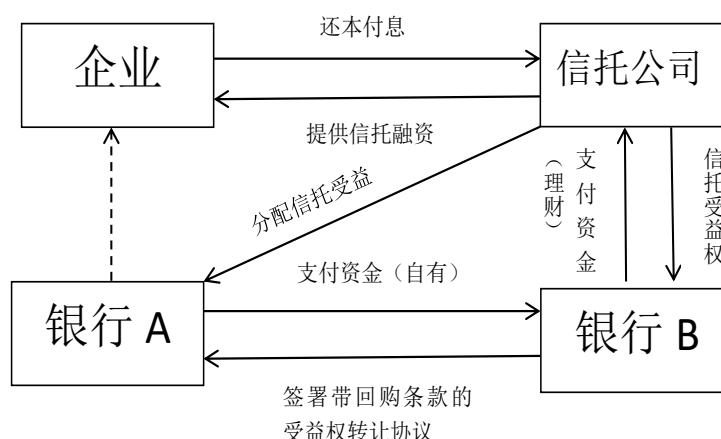 还本付息
企业
信托公司
提供信托融资
分配信托受益
支付资金
（理财）
信托受益权
支付资金（自有）
银行 A
银行 B
签署带回购条款的
受益权转让协议